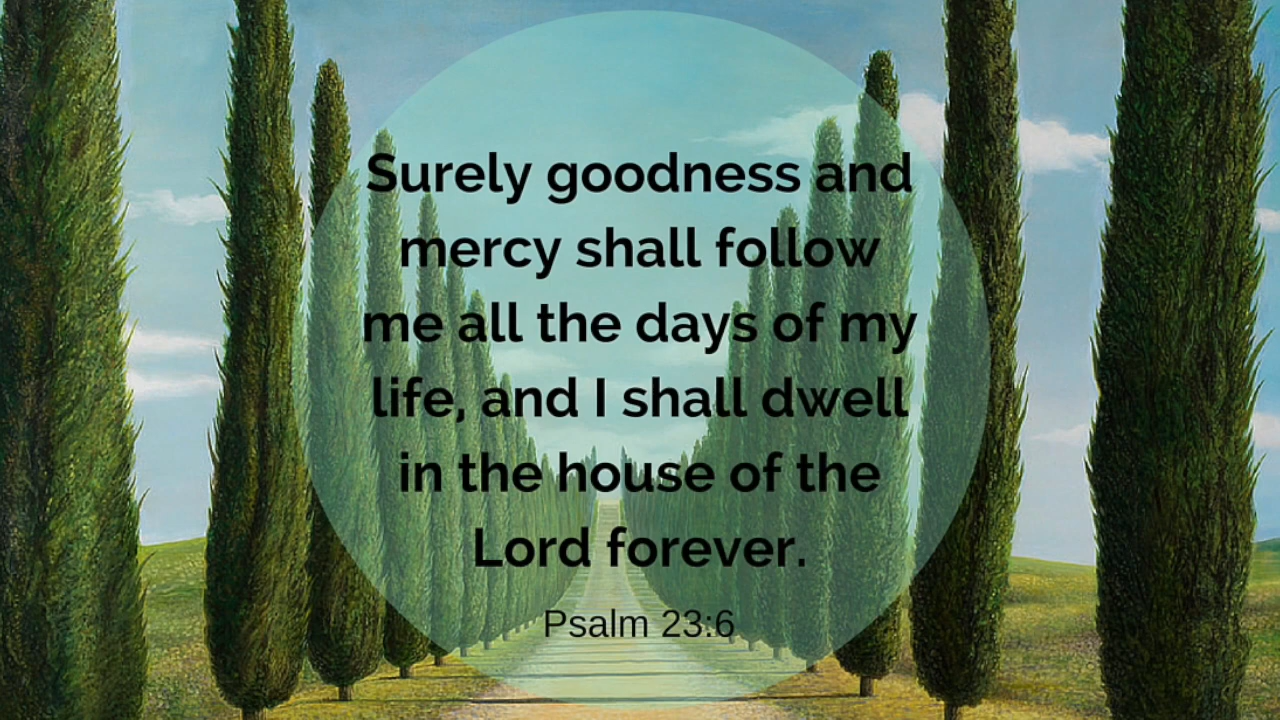 Surely goodness and
mercy shall follow
me all the days of my
life, and I shall dwell
in the house of the
Lord forever.
Psalm 23:6